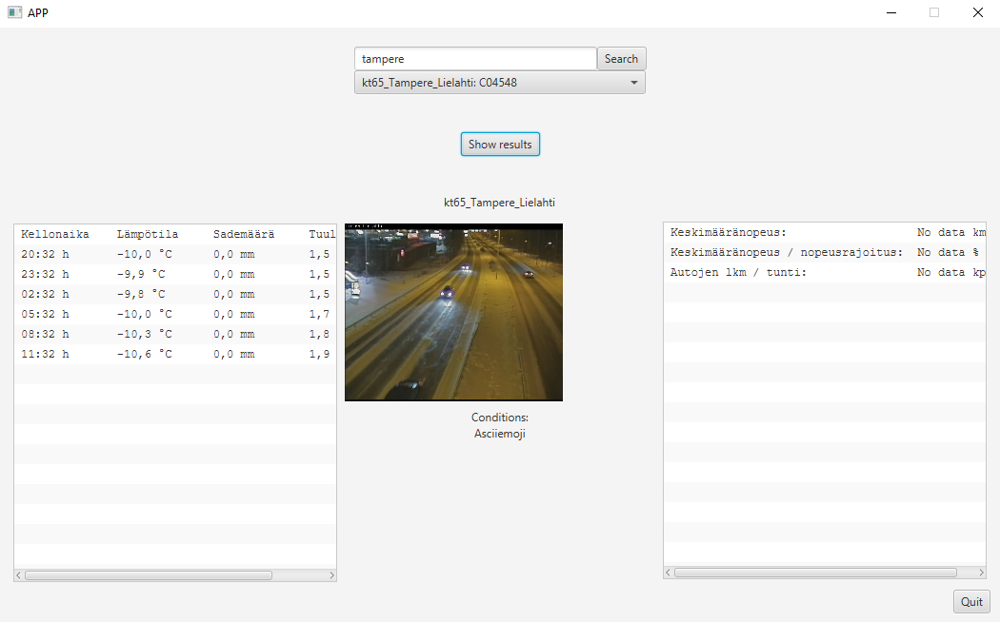 APP
tampere
Search
kt65_Tampere_Lielahti: C04548
Show results
kt65_Tampere_Lielahti
Kellonaika Lämpötila Sademäärä Tuul
20:32 h -10,0 °C 0,0 mm 1,5
23:32 h -9,9 °C 0,0 mm 1,5
02:32 h -9,8 °C 0,0 mm 1,5
05:32 h -10,0 °C 0,0 mm 1,7
08:32 h -10,3 °C 0,0 mm 1,8
11:32 h -10,6 °C 0,0 mm 1,9
Conditions:
Asciiemoji
Keskimääränopeus: No data km
Keskimääränopeus / nopeusrajoitus: No data %
Autojen lkm / tunti: No data kp
Quit